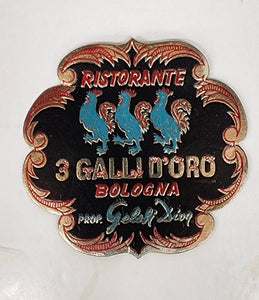 RISTORANTE
3 GALLI D'ORO
BOLOGNA
PROP.